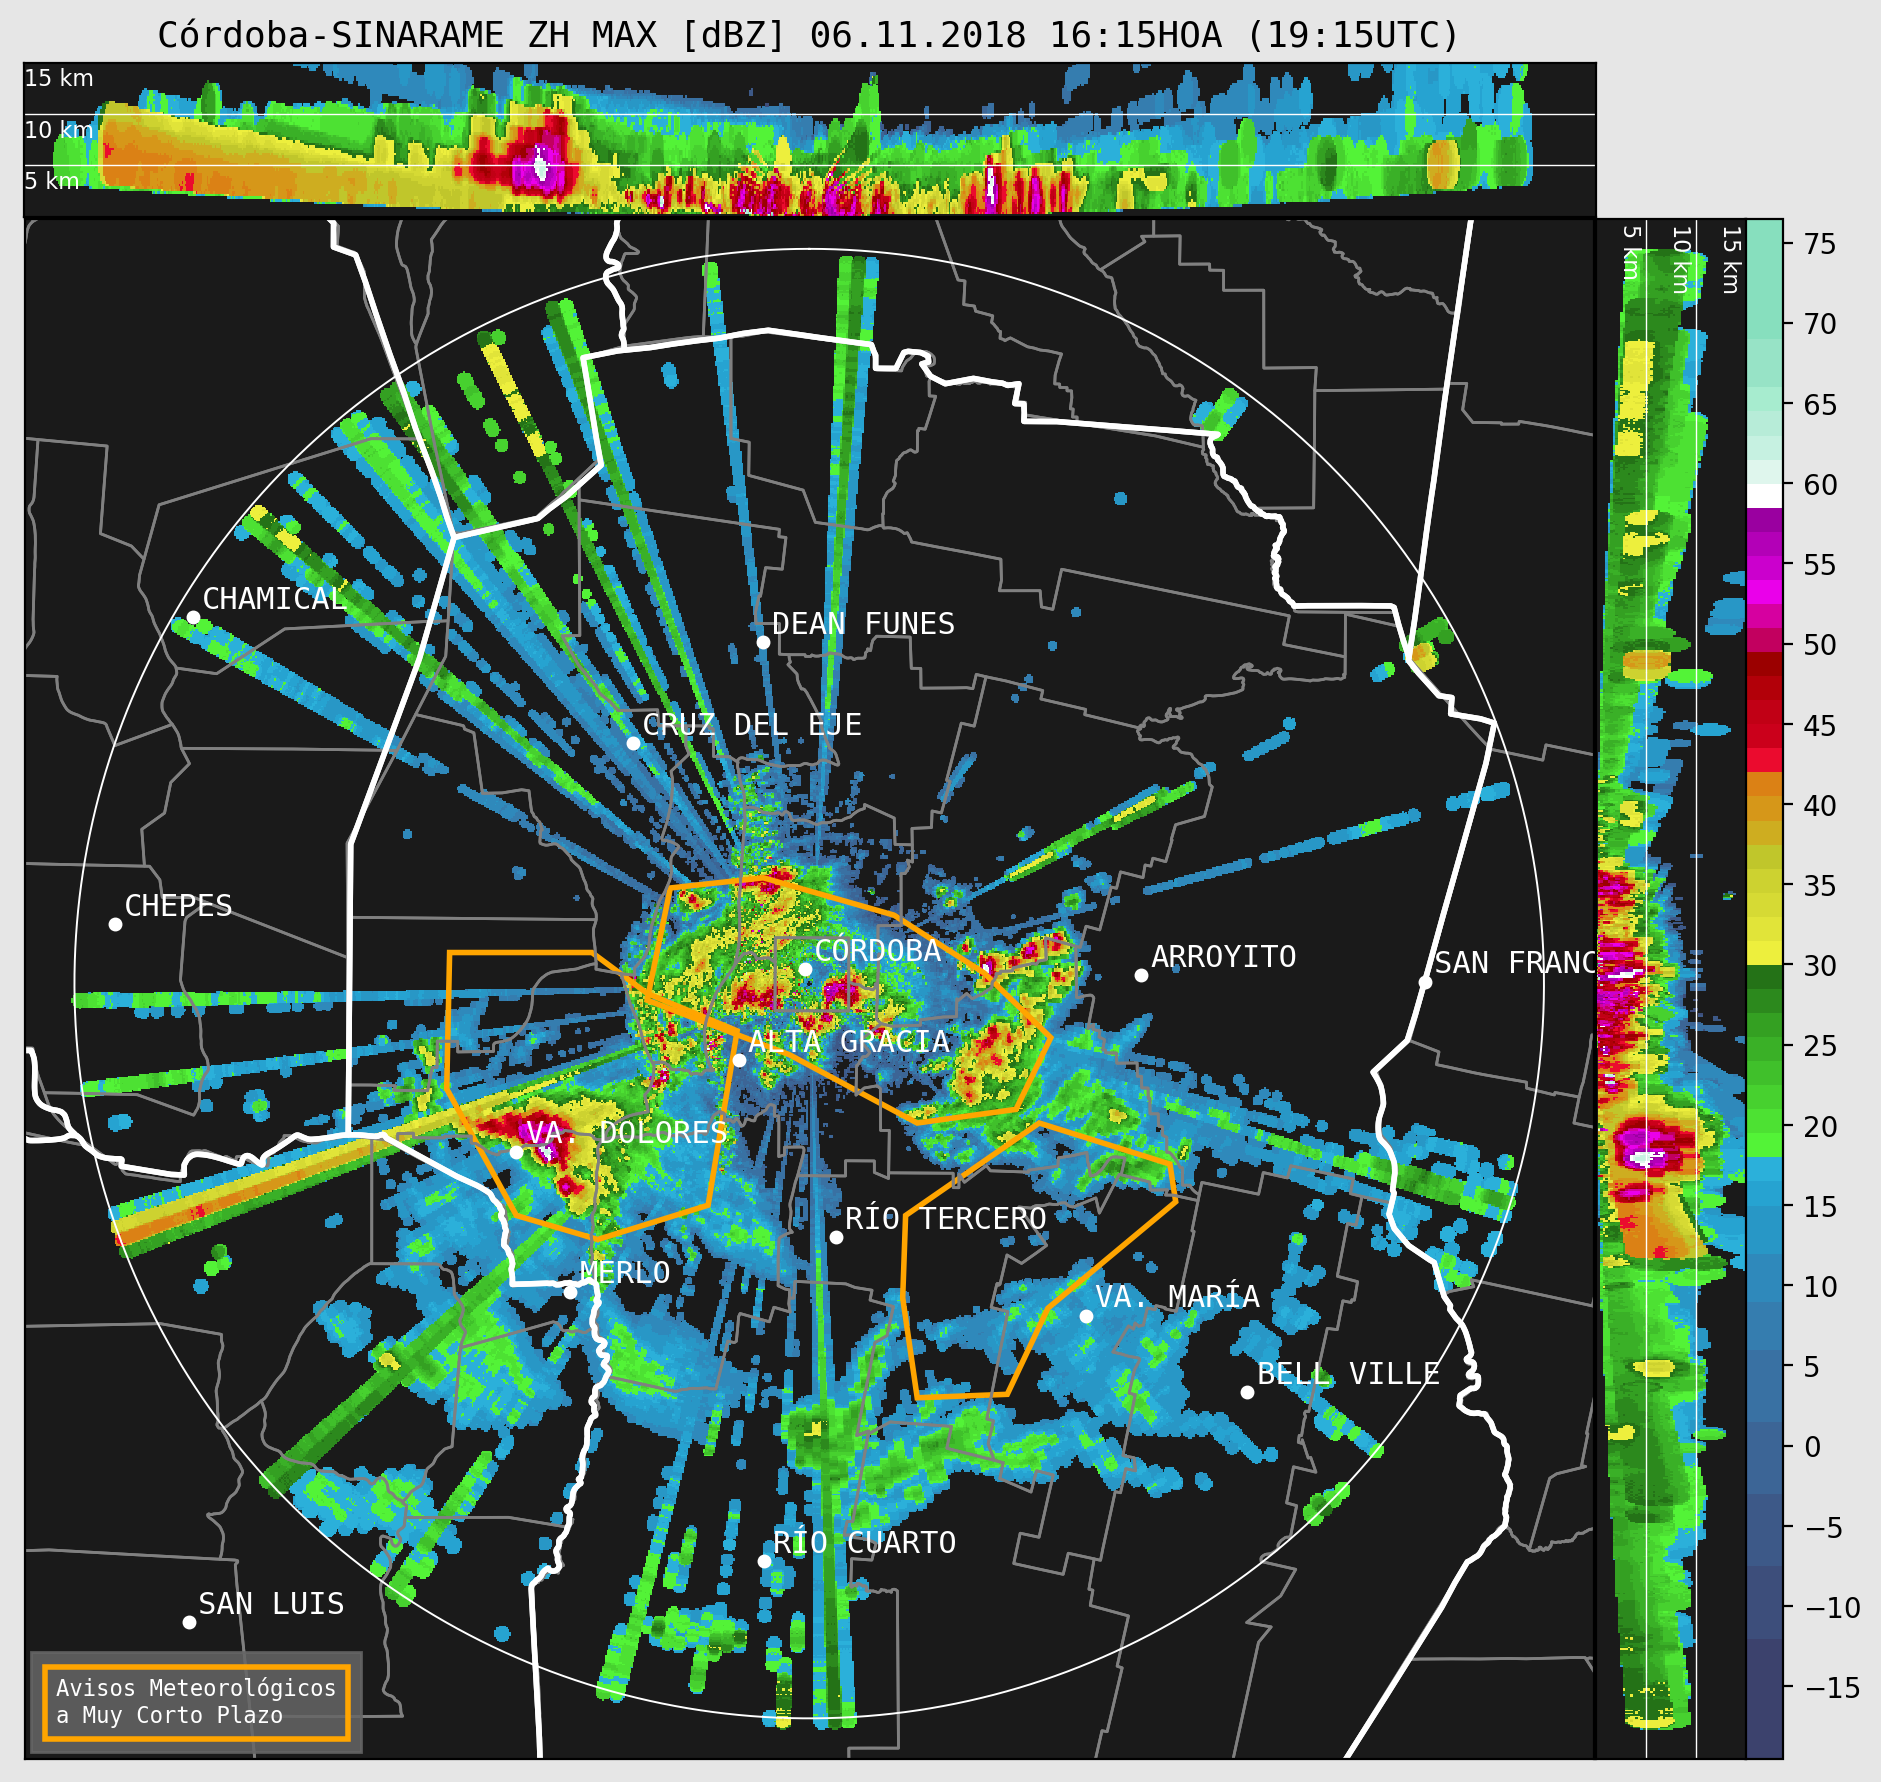 Córdoba-SINARAME ZH MAX [dBZ] 06.11.2018 16:15HOA (19:15UTC)
15 km
10 km
5 km
5 km
10 km
15 km
75
70
65
60
55
50
45
40
35
30
25
20
15
10
5
0
−5
−10
−15
CHAMICAL
DEAN FUNES
CRUZ DEL EJE
CHEPES
CÓRDOBA
ARROYITO
SAN FRANC
ALTA GRACIA
VA. DOLORES
RÍO TERCERO
MERLO
VA. MARÍA
BELL VILLE
RÍO CUARTO
SAN LUIS
Avisos Meteorológicos
a Muy Corto Plazo